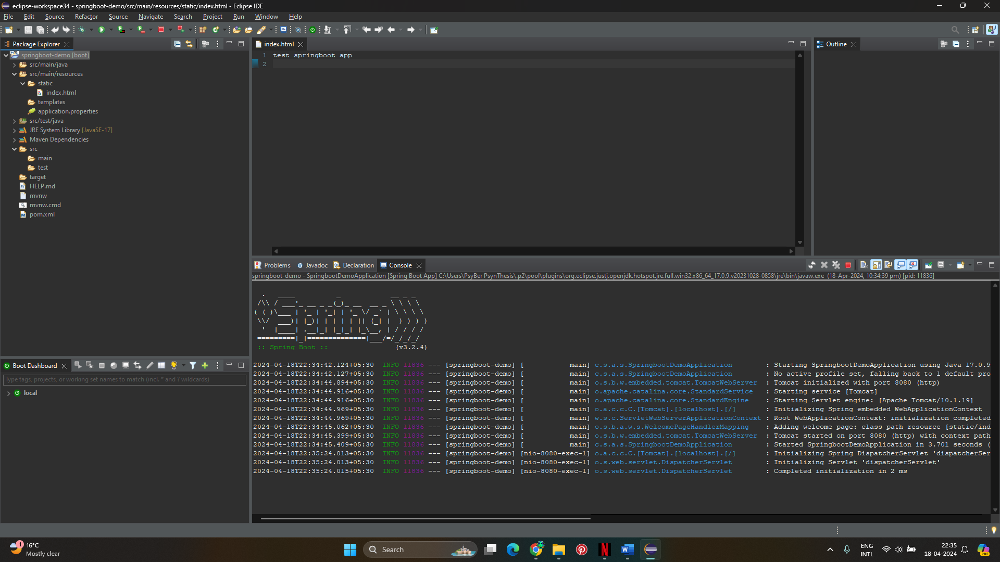 eclipse-workspace34 - springboot-demo/src/main/resources/static/index.html - Eclipse IDE
File Edit Source Refactor Source Navigate Search Project Run Window Help
Package Explorer
springboot-demo [boot]
src/main/java
src/main/resources
static
index.html
templates
application.properties
src/test/java
JRE System Library [JavaSE-17]
Maven Dependencies
src
main
test
target
HELP.md
mvnw
mvnw.cmd
pom.xml
Boot Dashboard
Type tags, projects, or working set names to match (incl. * and ? wildcards)
local
index.html
1 test springboot app
2
Outline
Problems Javadoc Declaration Console
springboot-demo - SpringbootDemoApplication [Spring Boot App] C:\Users\PsyBer PsynThesis\.p2\pool\plugins\org.eclipse.justj.openjdk.hotspot.jre.full.win32.x86_64_17.0.9.v20231028-0858\jre\bin\javaw.exe (18-Apr-2024, 10:34:39 pm) [pid: 11836]
  .   ____          _            __ _ _
 /\\ / ___'_ __ _ _(_)_ __  __ _ \ \ \ \
( ( )\___ | '_ | '_| | '_ \/ _` | \ \ \ \
 \\/  ___)| |_)| | | | | || (_| |  ) ) ) )
  '  |____| .__|_| |_|_| |_\__, | / / / /
 =========|_|==============|___/=/_/_/_/
 :: Spring Boot ::                (v3.2.4)
2024-04-18T22:34:42.124+05:30  INFO 11836 --- [springboot-demo] [           main] c.s.a.s.SpringbootDemoApplication        : Starting SpringbootDemoApplication using Java 17.0.9
2024-04-18T22:34:42.127+05:30  INFO 11836 --- [springboot-demo] [           main] c.s.a.s.SpringbootDemoApplication        : No active profile set, falling back to 1 default pro
2024-04-18T22:34:44.894+05:30  INFO 11836 --- [springboot-demo] [           main] o.s.b.w.embedded.tomcat.TomcatWebServer  : Tomcat initialized with port 8080 (http)
2024-04-18T22:34:44.916+05:30  INFO 11836 --- [springboot-demo] [           main] o.apache.catalina.core.StandardService   : Starting service [Tomcat]
2024-04-18T22:34:44.916+05:30  INFO 11836 --- [springboot-demo] [           main] o.apache.catalina.core.StandardEngine    : Starting Servlet engine: [Apache Tomcat/10.1.19]
2024-04-18T22:34:44.969+05:30  INFO 11836 --- [springboot-demo] [           main] o.a.c.c.C.[Tomcat].[localhost].[/]       : Initializing Spring embedded WebApplicationContext
2024-04-18T22:34:44.969+05:30  INFO 11836 --- [springboot-demo] [           main] w.s.c.ServletWebServerApplicationContext : Root WebApplicationContext: initialization completed
2024-04-18T22:34:45.062+05:30  INFO 11836 --- [springboot-demo] [           main] o.s.b.a.w.s.WelcomePageHandlerMapping    : Adding welcome page: class path resource [static/ind
2024-04-18T22:34:45.399+05:30  INFO 11836 --- [springboot-demo] [           main] o.s.b.w.embedded.tomcat.TomcatWebServer  : Tomcat started on port 8080 (http) with context path
2024-04-18T22:34:45.409+05:30  INFO 11836 --- [springboot-demo] [           main] c.s.a.s.SpringbootDemoApplication        : Started SpringbootDemoApplication in 3.701 seconds (
2024-04-18T22:35:24.013+05:30  INFO 11836 --- [springboot-demo] [nio-8080-exec-1] o.a.c.c.C.[Tomcat].[localhost].[/]       : Initializing Spring DispatcherServlet 'dispatcherSer
2024-04-18T22:35:24.013+05:30  INFO 11836 --- [springboot-demo] [nio-8080-exec-1] o.s.web.servlet.DispatcherServlet        : Initializing Servlet 'dispatcherServlet'
2024-04-18T22:35:24.015+05:30  INFO 11836 --- [springboot-demo] [nio-8080-exec-1] o.s.web.servlet.DispatcherServlet        : Completed initialization in 2 ms
1
16°C
Mostly clear
Search
ENG
INTL
22:35
18-04-2024
PRE